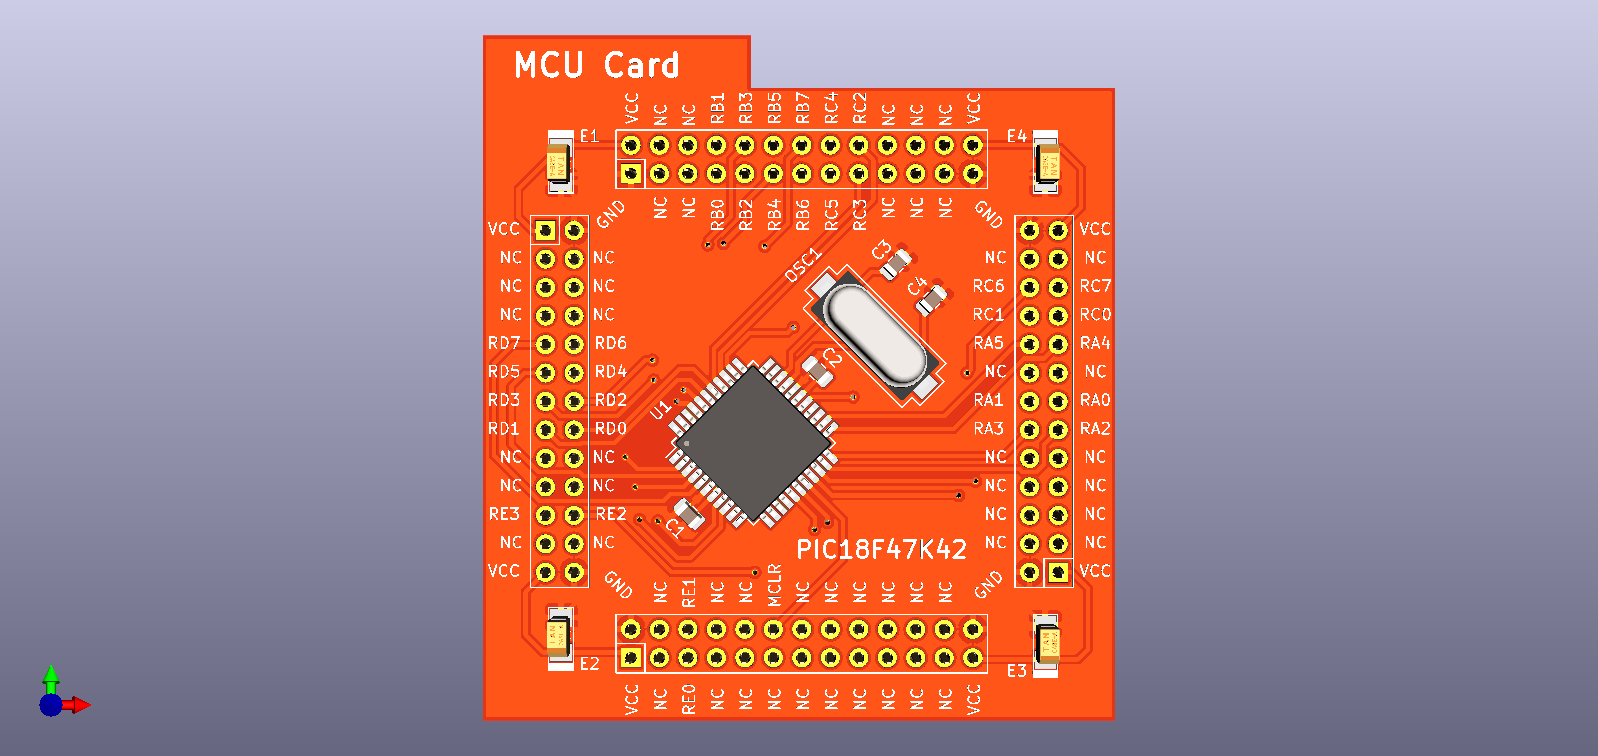 MCU Card
VCC NC NC RB1 RB3 RB5 RB7 RC4 RC2 NC NC NC VCC
E1 E4
TAN TAN
GND NC NC RB0 RB2 RB4 RB6 RC5 RC3 NC NC NC GND
VCC VCC
NC NC NC NC
NC NC RC6 RC7
NC NC RC1 RC0
RD7 RD6 RA5 RA4
RD5 RD4 NC NC
RD3 RD2 RA1 RA0
RD1 RD0 RA3 RA2
NC NC NC NC
NC NC NC NC
RE3 RE2 NC NC
NC NC NC NC
VCC VCC
OSC1
C3
C4
C2
U1
C1
PIC18F47K42
GND NC RE1 NC NC MCLR NC NC NC NC NC NC GND
TAN TAN
E2 E3
VCC NC RE0 NC NC NC NC NC NC NC NC NC VCC